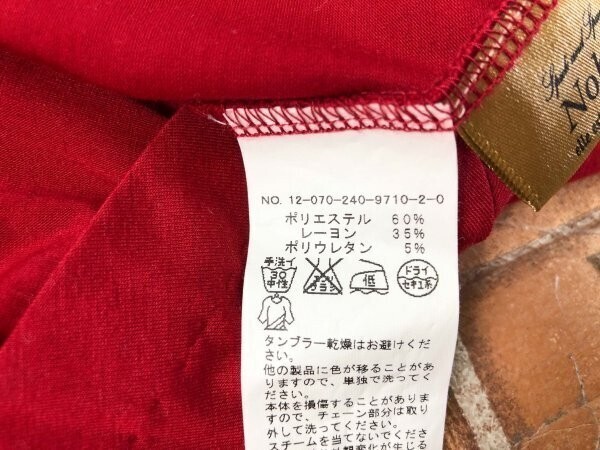 NO. 12-070-240-9710-2-0
ポリエステル 60%
レーヨン 35%
ポリウレタン 5%
手洗イ
30
中性
エンソ
サラシ
低
ドライ
セキユ系
タンブラー乾燥はお避けくださ
い。
他の製品に色が移ることがあ
りますので、単独で洗ってく
ださい。
本体を損傷することがありま
すので、チェーン部分は取り
外して洗ってください。
スチームを当てないでくださ